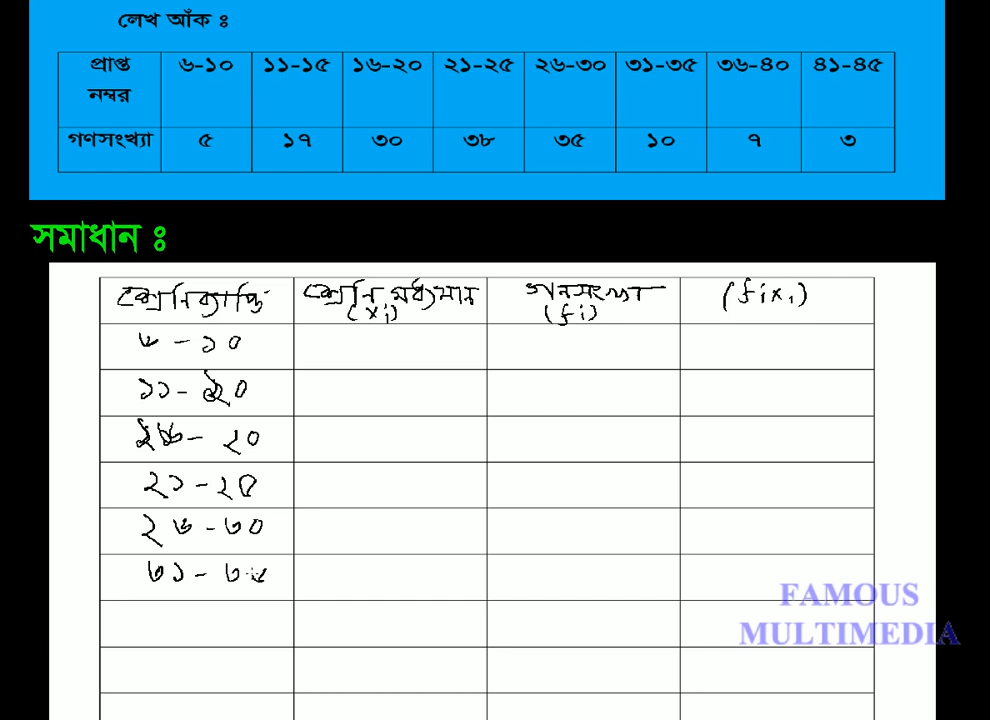 লেখ আঁক ঃ
প্রাপ্ত নম্বর ৬-১০ ১১-১৫ ১৬-২০ ২১-২৫ ২৬-৩০ ৩১-৩৫ ৩৬-৪০ ৪১-৪৫
গণসংখ্যা ৫ ১৭ ৩০ ৩৮ ৩৫ ১০ ৭ ৩
সমাধান ঃ
শ্রেনিব্যাপ্তি শ্রেনি মধ্যমান (xi) গনসংখ্যা (fi) (fixi)
৬ - ১০
১১ - ২০
১৬ - ২০
২১ - ২৫
২৬ - ৩০
৩১ - ৩৫
FAMOUS
MULTIMEDIA